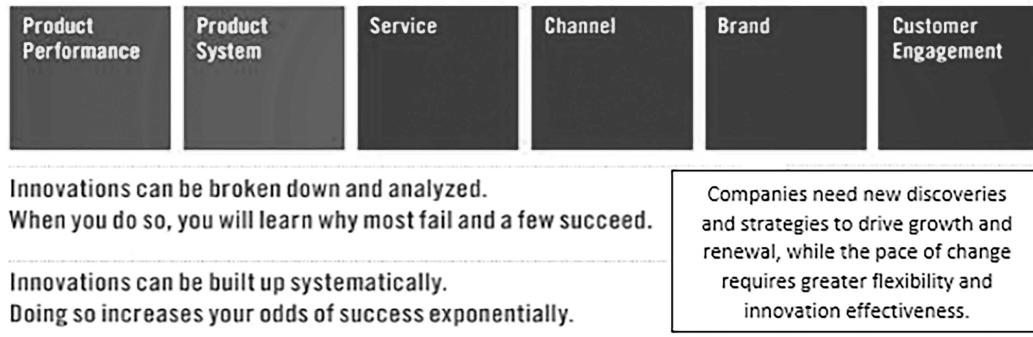 Product
Performance
Product
System
Service
Channel
Brand
Customer
Engagement
Innovations can be broken down and analyzed.
When you do so, you will learn why most fail and a few succeed.
Innovations can be built up systematically.
Doing so increases your odds of success exponentially.
Companies need new discoveries
and strategies to drive growth and
renewal, while the pace of change
requires greater flexibility and
innovation effectiveness.